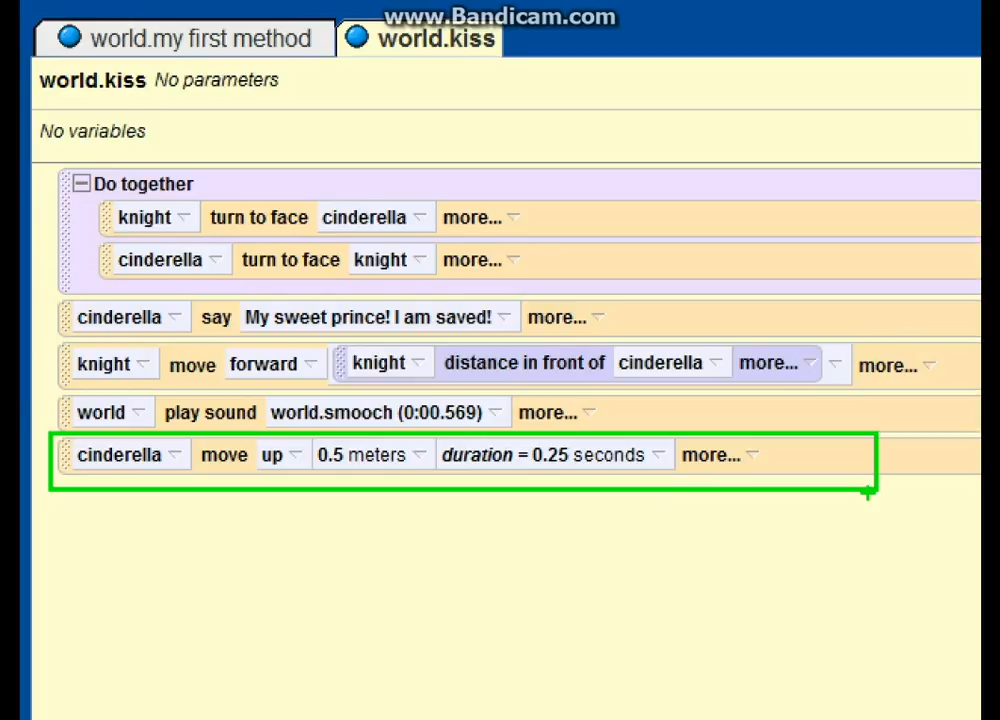 www.Bandicam.com
world.my first method world.kiss
world.kiss No parameters
No variables
Do together
knight turn to face cinderella more...
cinderella turn to face knight more...
cinderella say My sweet prince! I am saved! more...
knight move forward knight distance in front of cinderella more... more...
world play sound world.smooch (0:00.569) more...
cinderella move up 0.5 meters duration = 0.25 seconds more...